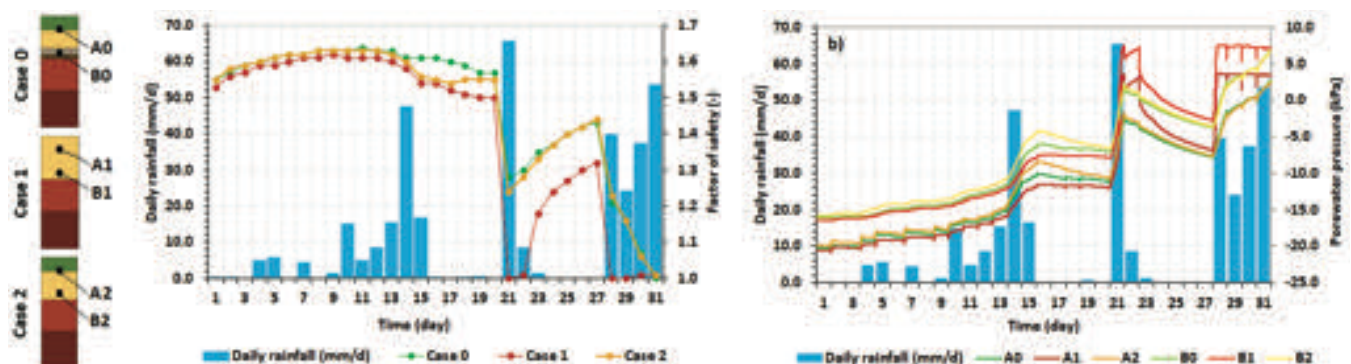 Case 0
A0
B0
Case 1
A1
B1
Case 2
A2
B2
Daily rainfall (mm/d)
70.0
60.0
50.0
40.0
30.0
20.0
10.0
0.0
1.7
1.6
1.5
1.4
1.3
1.2
1.1
1.0
Factor of safety (-)
1 3 5 7 9 11 13 15 17 19 21 23 25 27 29 31
Time (day)
Daily rainfall (mm/d) Case 0 Case 1 Case 2
b)
Daily rainfall (mm/d)
70.0
60.0
50.0
40.0
30.0
20.0
10.0
0.0
10.0
5.0
0.0
-5.0
-10.0
-15.0
-20.0
-25.0
Porewater pressure (kPa)
1 3 5 7 9 11 13 15 17 19 21 23 25 27 29 31
Time (day)
Daily rainfall (mm/d) A0 A1 A2 B0 B1 B2